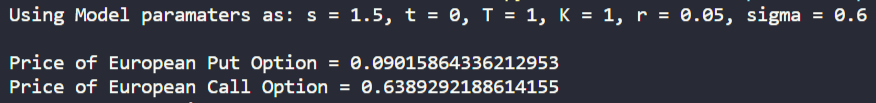 Using Model paramaters as: s = 1.5, t = 0, T = 1, K = 1, r = 0.05, sigma = 0.6
Price of European Put Option = 0.09015864336212953
Price of European Call Option = 0.6389292188614155